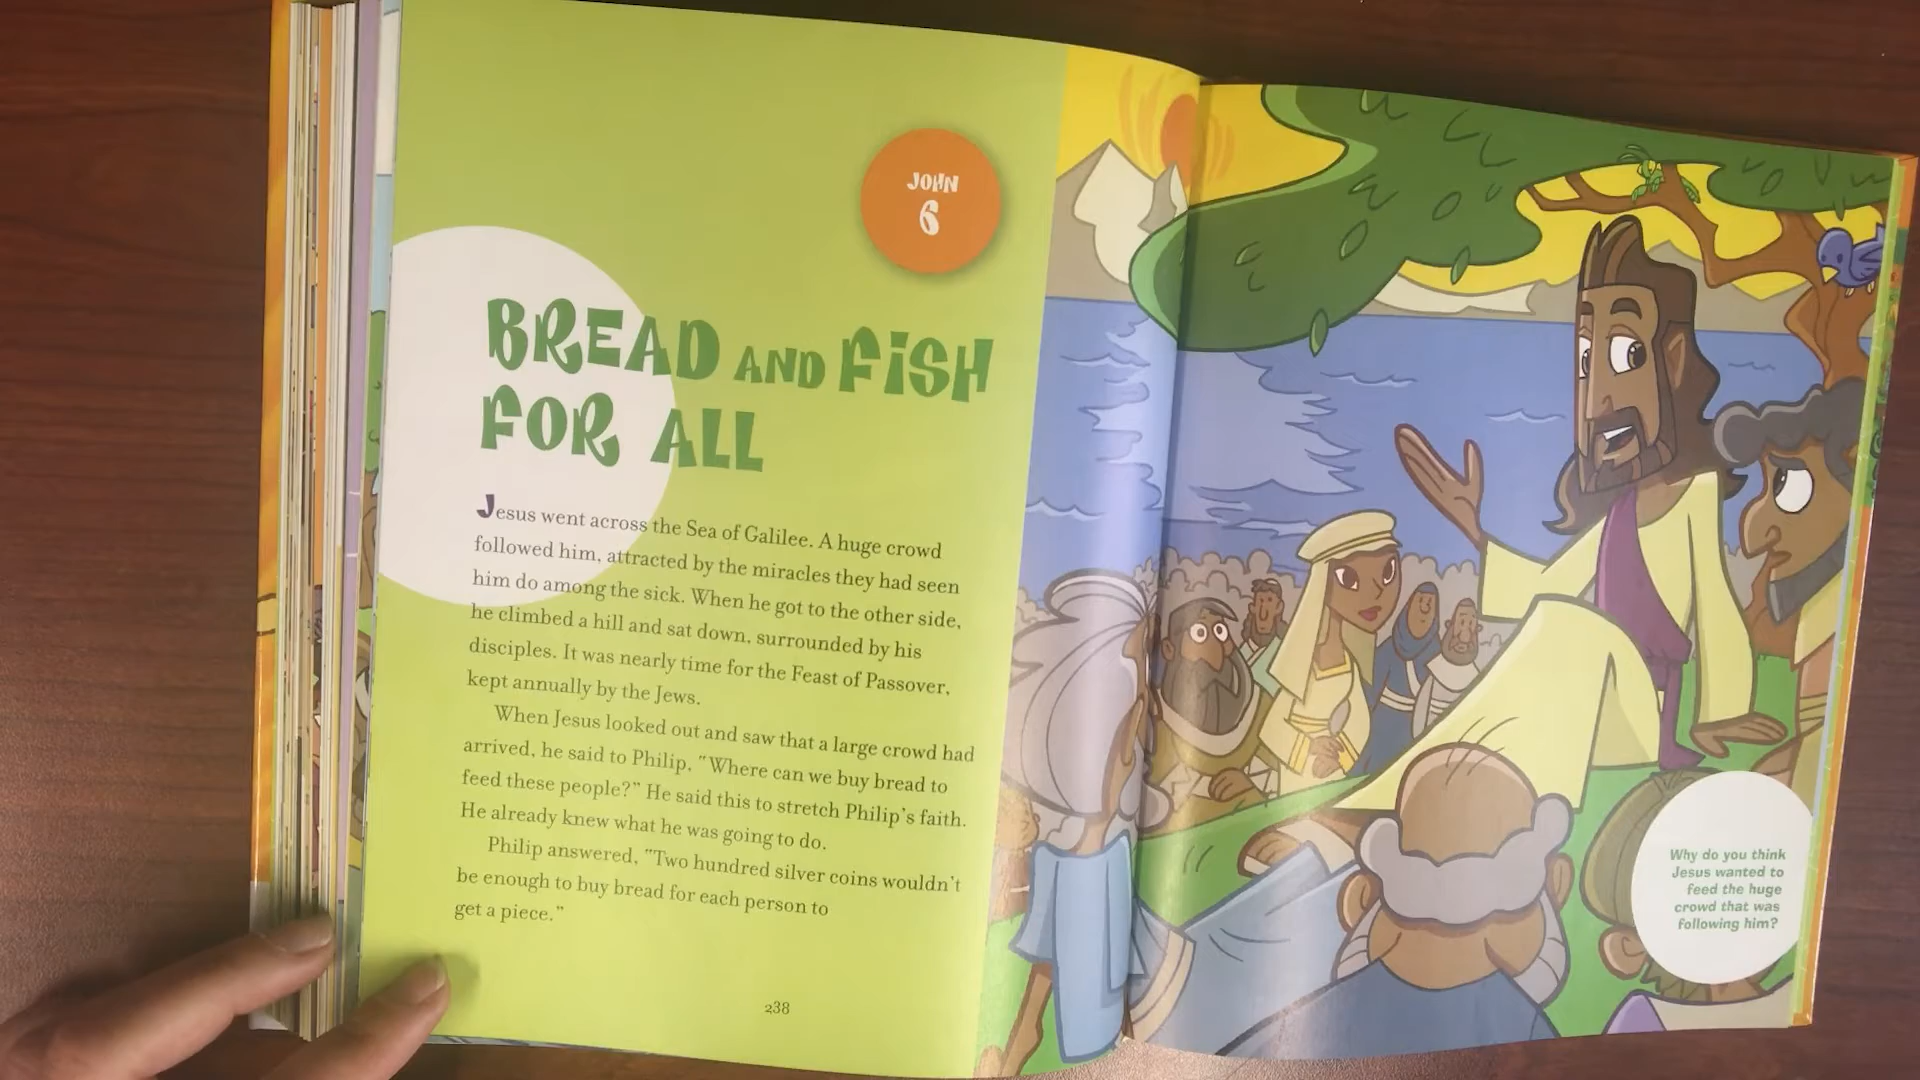 JOHN
6
BREAD AND FISH
FOR ALL
Jesus went across the Sea of Galilee. A huge crowd
followed him, attracted by the miracles they had seen
him do among the sick. When he got to the other side,
he climbed a hill and sat down, surrounded by his
disciples. It was nearly time for the Feast of Passover,
kept annually by the Jews.
When Jesus looked out and saw that a large crowd had
arrived, he said to Philip, "Where can we buy bread to
feed these people?" He said this to stretch Philip's faith.
He already knew what he was going to do.
Philip answered, "Two hundred silver coins wouldn't
be enough to buy bread for each person to
get a piece."
238
Why do you think
Jesus wanted to
feed the huge
crowd that was
following him?